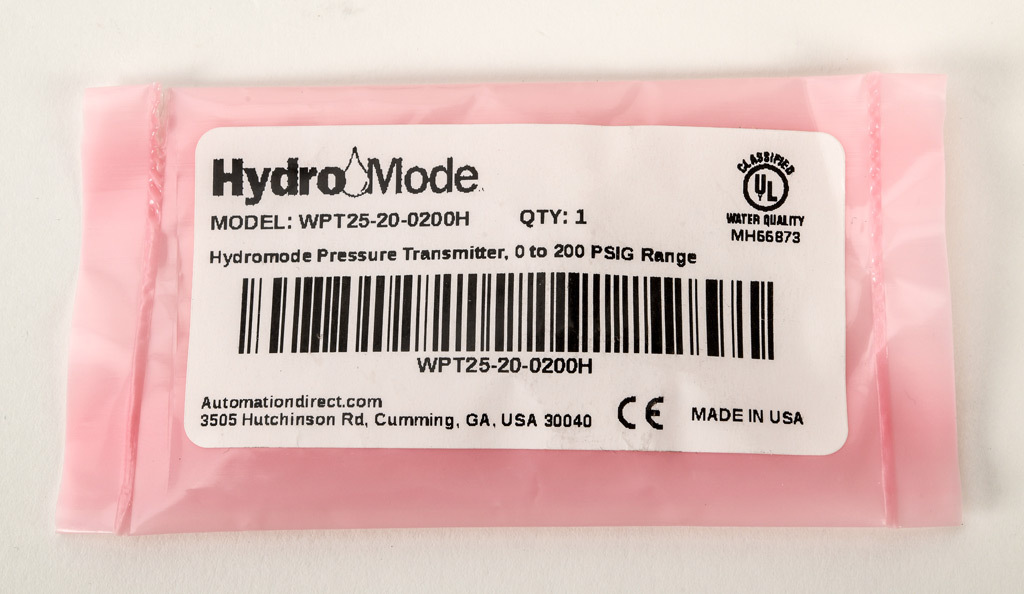 HydroMode
MODEL: WPT25-20-0200H QTY: 1
CLASSIFIED
UL
WATER QUALITY
MH56873
Hydromode Pressure Transmitter, 0 to 200 PSIG Range
WPT25-20-0200H
Automationdirect.com
3505 Hutchinson Rd, Cumming, GA, USA 30040
CE
MADE IN USA